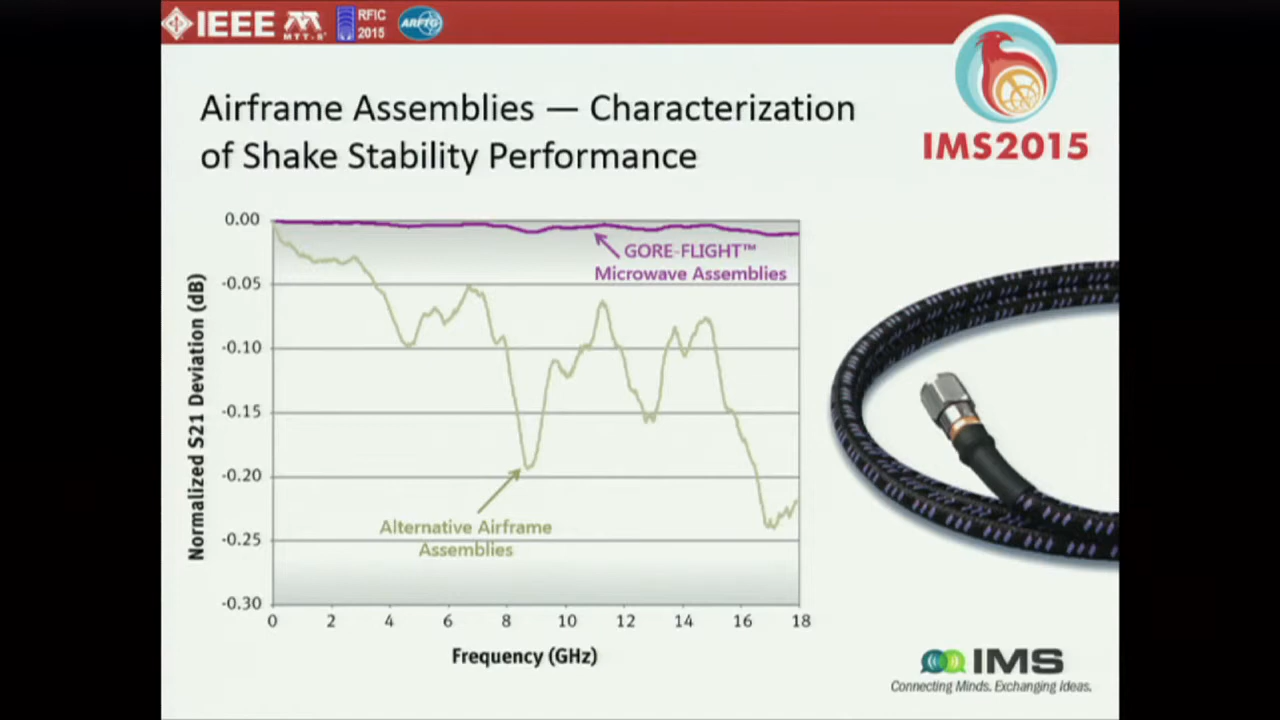 IEEE MTT-S RFIC ARFTG
2015
IMS2015
Airframe Assemblies — Characterization
of Shake Stability Performance
0.00
-0.05
-0.10
-0.15
-0.20
-0.25
-0.30
Normalized S21 Deviation (dB)
GORE-FLIGHT™
Microwave Assemblies
Alternative Airframe
Assemblies
0 2 4 6 8 10 12 14 16 18
Frequency (GHz)
IMS
Connecting Minds. Exchanging Ideas.